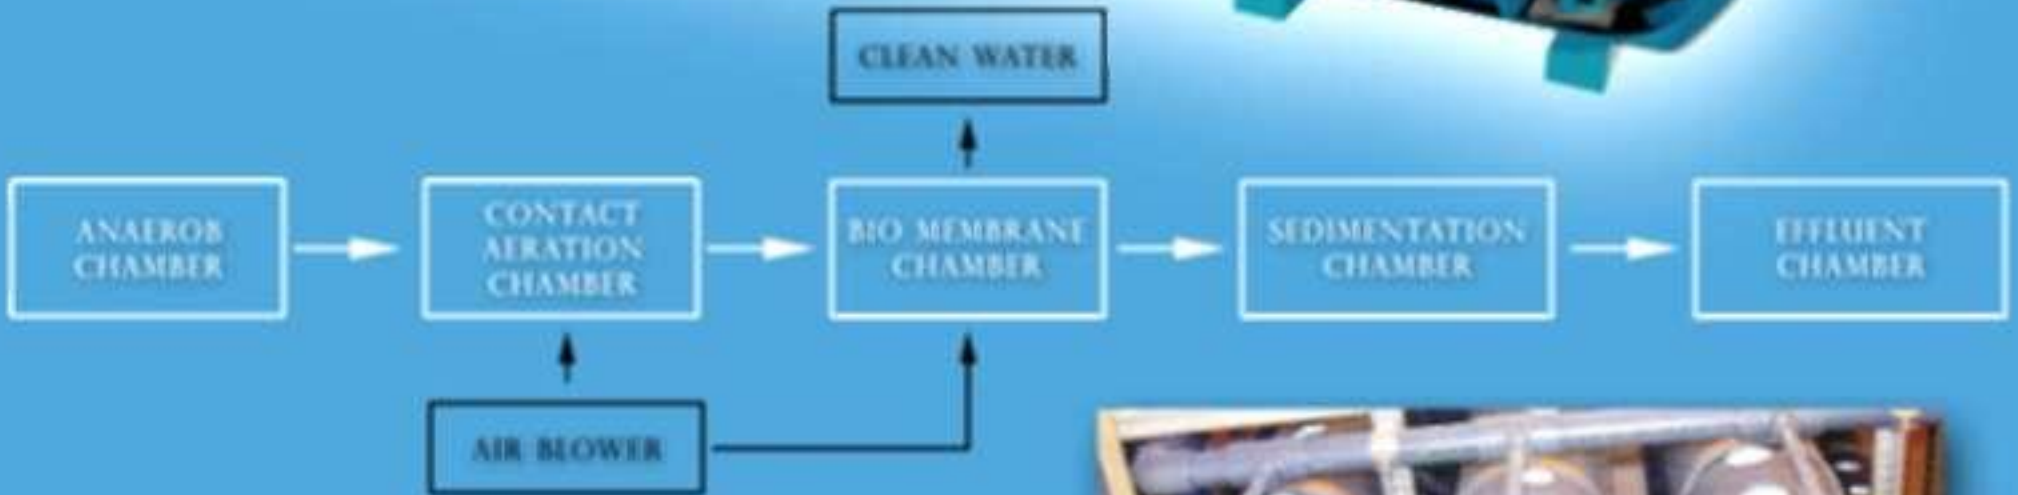 CLEAN WATER
ANAEROB
CHAMBER
CONTACT
AERATION
CHAMBER
BIO MEMBRANE
CHAMBER
SEDIMENTATION
CHAMBER
EFFLUENT
CHAMBER
AIR BLOWER